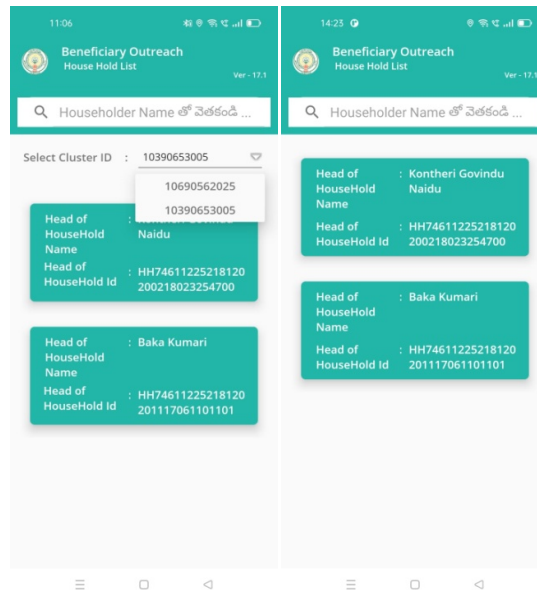 11:06
Beneficiary Outreach
House Hold List
Ver - 17.1
Householder Name తో వెతకండి ...
Select Cluster ID : 10390653005
10690562025
10390653005
Head of HouseHold Name : Naidu
Head of HouseHold Id : HH74611225218120200218023254700
Head of HouseHold Name : Baka Kumari
Head of HouseHold Id : HH74611225218120201117061101101
14:23
Beneficiary Outreach
House Hold List
Ver - 17.1
Householder Name తో వెతకండి ...
Head of HouseHold Name : Kontheri Govindu Naidu
Head of HouseHold Id : HH74611225218120200218023254700
Head of HouseHold Name : Baka Kumari
Head of HouseHold Id : HH74611225218120201117061101101